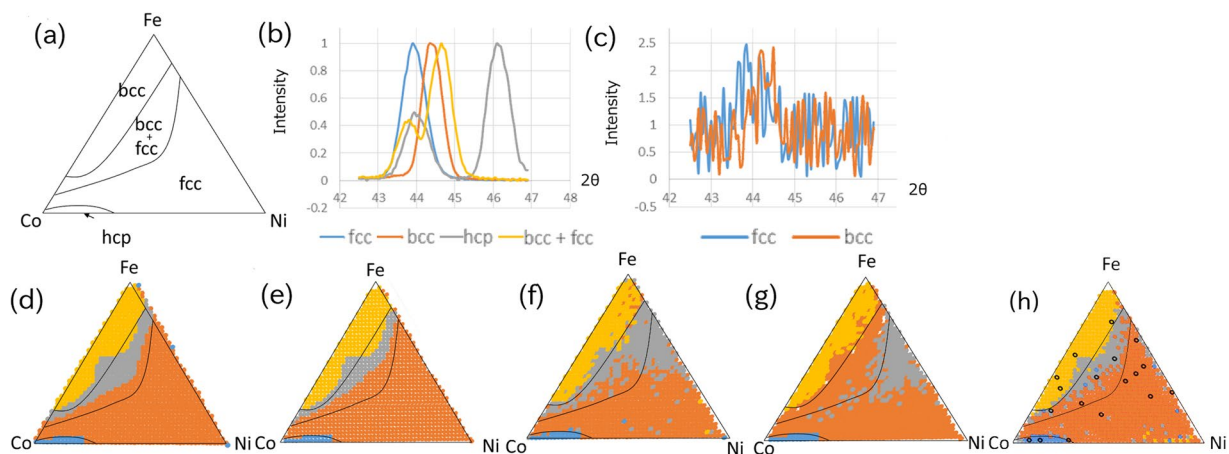 (a)
Fe
bcc
bcc
+
fcc
fcc
Co
Ni
hcp
(b)
Intensity
1
0.8
0.6
0.4
0.2
0
-0.2
42
43
44
45
46
47
48
2θ
fcc
bcc
hcp
bcc + fcc
(c)
Intensity
2.5
2
1.5
1
0.5
0
-0.5
42
43
44
45
46
47
2θ
fcc
bcc
(d)
Fe
Co
Ni
(e)
Fe
Co
Ni
(f)
Fe
Co
Ni
(g)
Fe
Co
Ni
(h)
Fe
Co
Ni